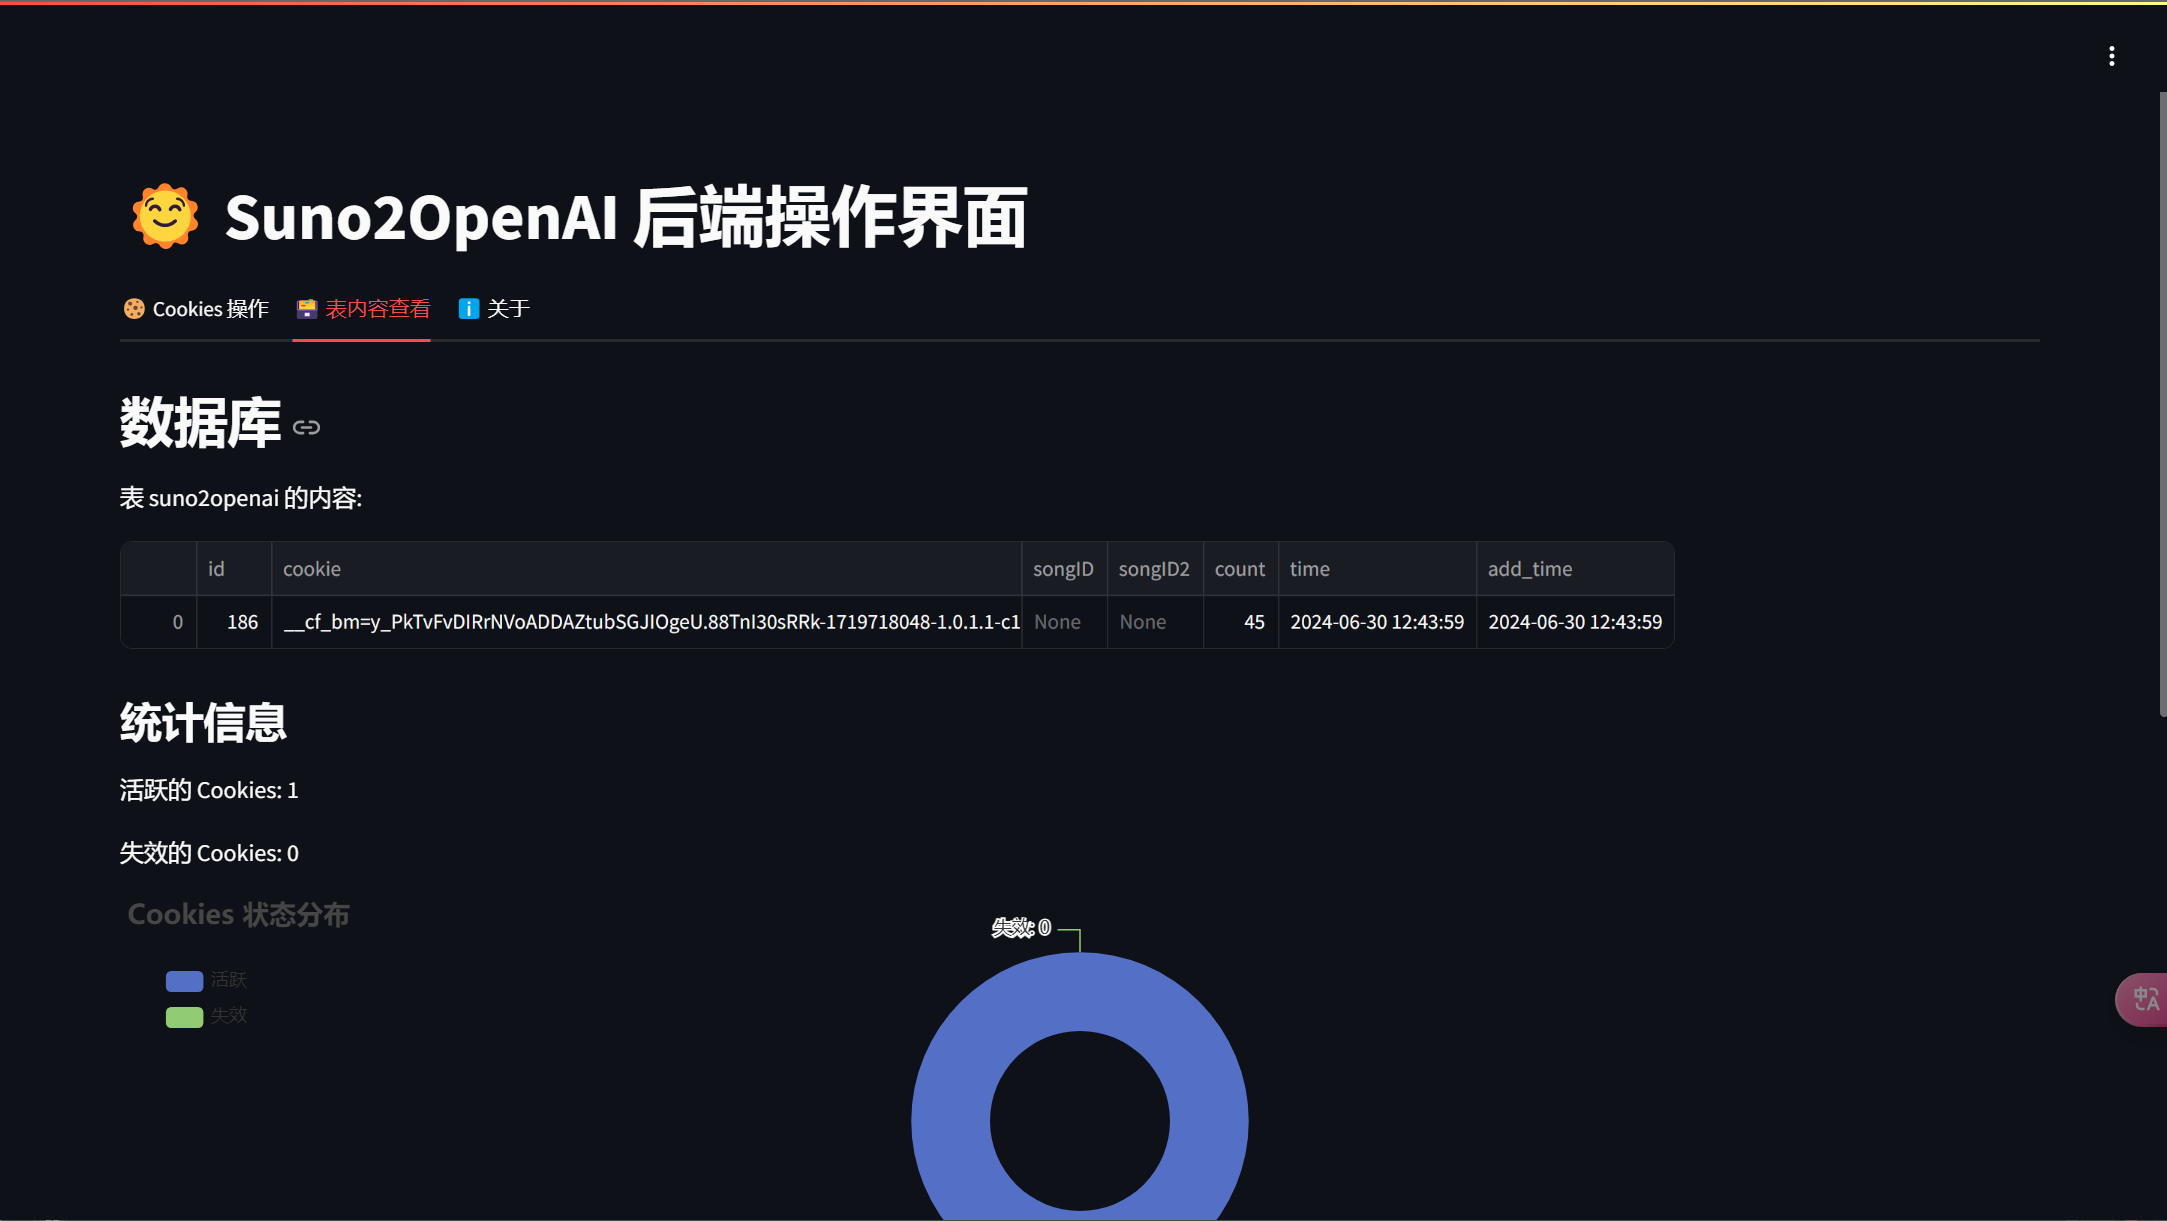 Suno2OpenAI 后端操作界面
Cookies 操作 表内容查看 关于
数据库
表 suno2openai 的内容:
id cookie songID songID2 count time add_time
0 186 __cf_bm=y_PkTvFvDIRrNVoADDAZtubSGJIOgeU.88TnI30sRRk-1719718048-1.0.1.1-c1 None None 45 2024-06-30 12:43:59 2024-06-30 12:43:59
统计信息
活跃的 Cookies: 1
失效的 Cookies: 0
Cookies 状态分布
失效: 0
活跃
失效